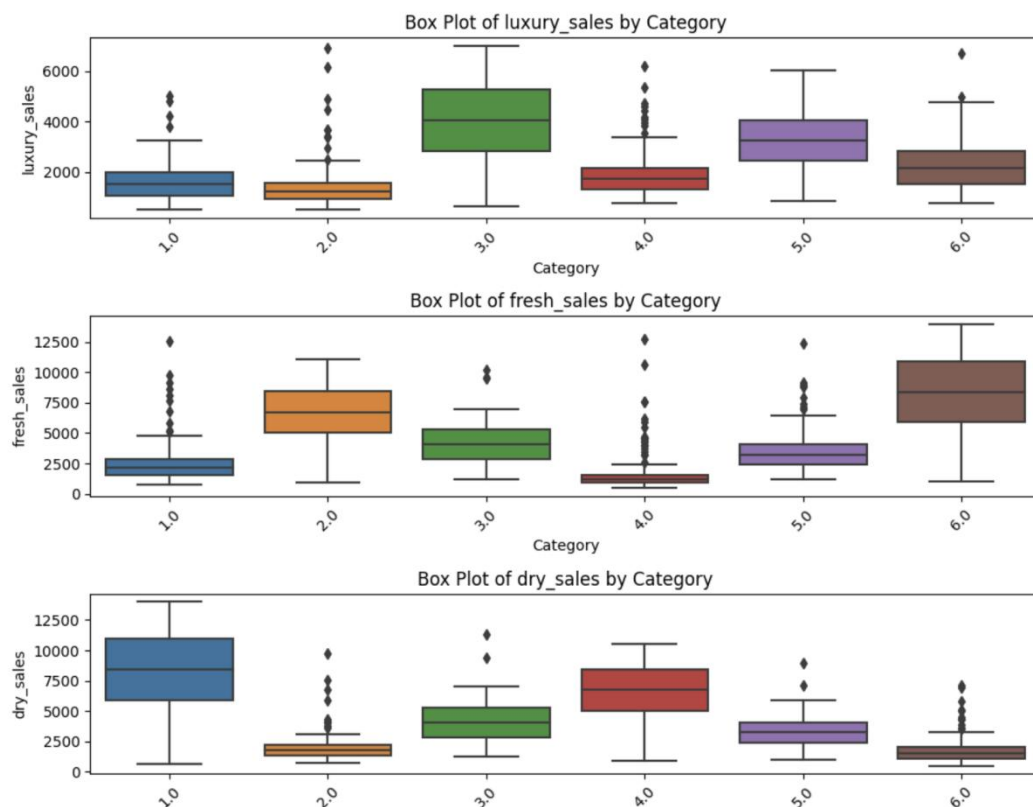 Box Plot of luxury_sales by Category
6000
4000
2000
luxury_sales
1.0 2.0 3.0 4.0 5.0 6.0
Category
Box Plot of fresh_sales by Category
12500
10000
7500
5000
2500
0
fresh_sales
1.0 2.0 3.0 4.0 5.0 6.0
Category
Box Plot of dry_sales by Category
12500
10000
7500
5000
2500
0
dry_sales
1.0 2.0 3.0 4.0 5.0 6.0